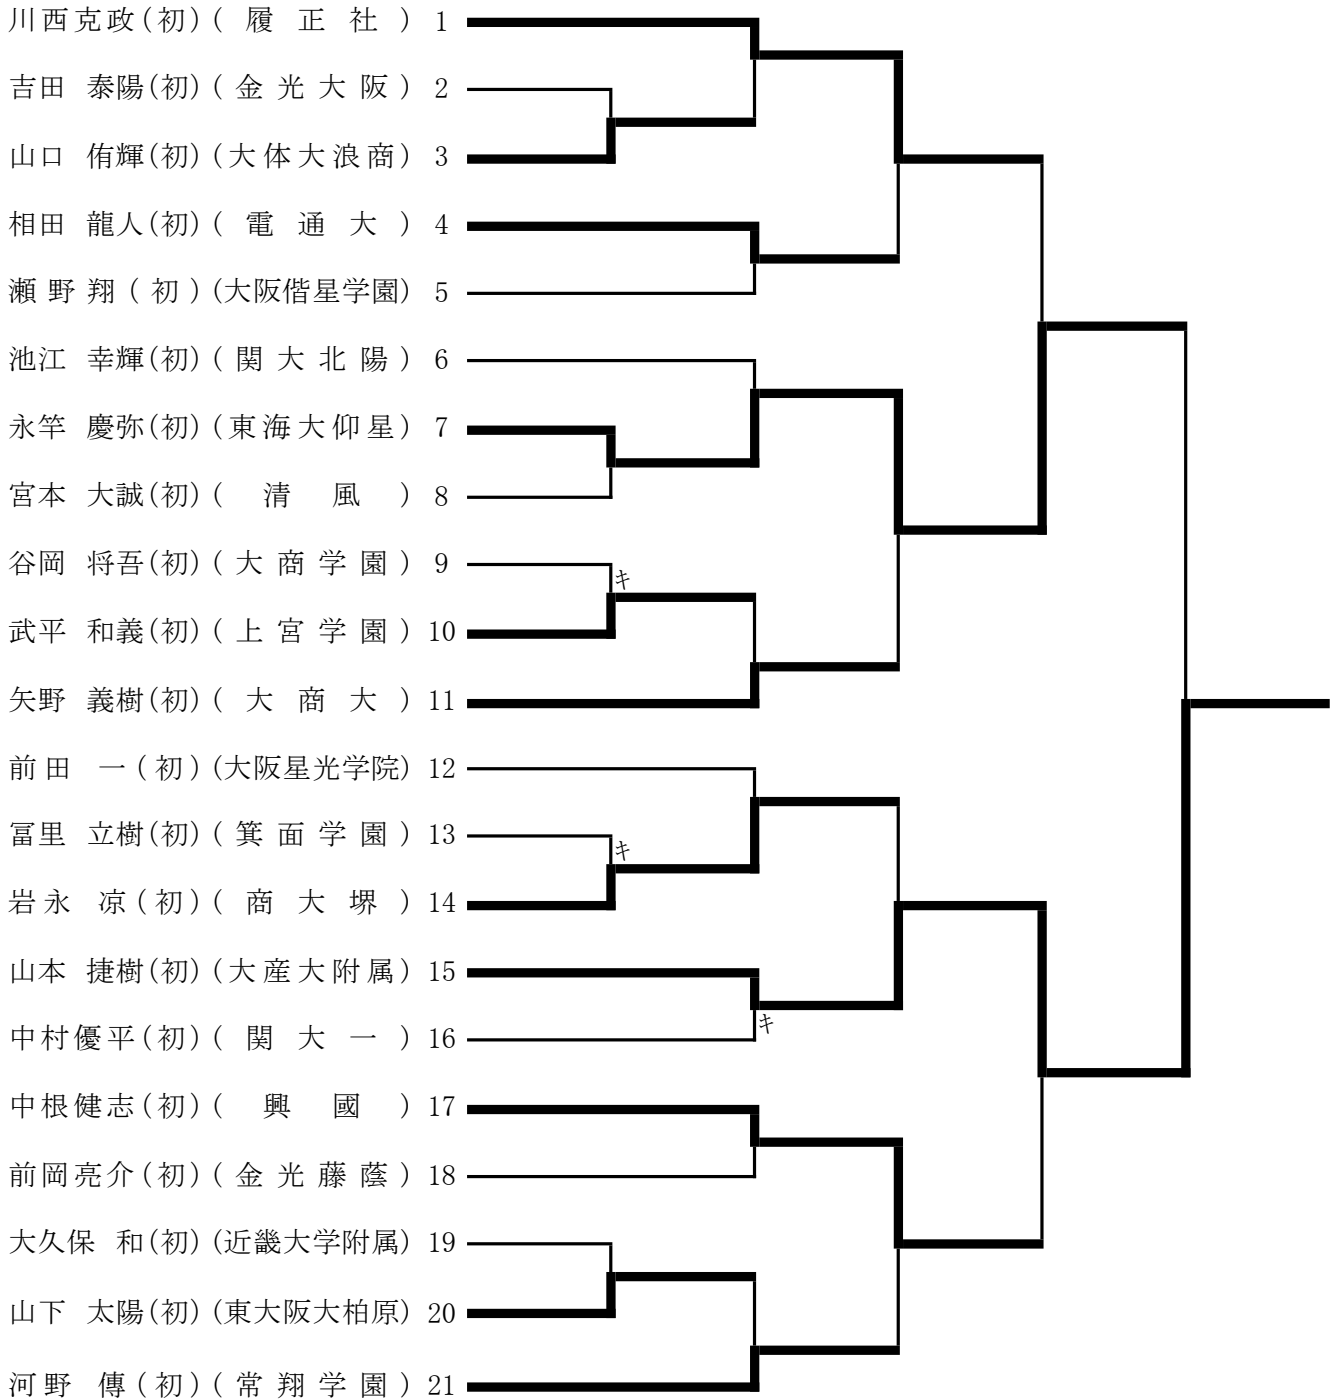 川西克政(初) ( 履 正 社 ) 1
吉田 泰陽(初) ( 金 光 大 阪 ) 2
山口 侑輝(初) (大体大浪商) 3
相田 龍人(初) ( 電 通 大 ) 4
瀬 野 翔 ( 初 ) (大阪偕星学園) 5
池江 幸輝(初) ( 関 大 北 陽 ) 6
永竿 慶弥(初) (東海大仰星) 7
宮本 大誠(初) ( 清 風 ) 8
谷岡 将吾(初) ( 大 商 学 園 ) 9
キ
武平 和義(初) ( 上 宮 学 園 ) 10
矢野 義樹(初) ( 大 商 大 ) 11
前田 一(初) (大阪星光学院) 12
冨里 立樹(初) ( 箕 面 学 園 ) 13
キ
岩永 凉(初) ( 商 大 堺 ) 14
山本 捷樹(初) (大産大附属) 15
中村優平(初) ( 関 大 一 ) 16
キ
中根健志(初) ( 興 國 ) 17
前岡亮介(初) ( 金 光 藤 蔭 ) 18
大久保 和(初) (近畿大学附属) 19
山下 太陽(初) (東大阪大柏原) 20
河野 傳(初) ( 常 翔 学 園 ) 21